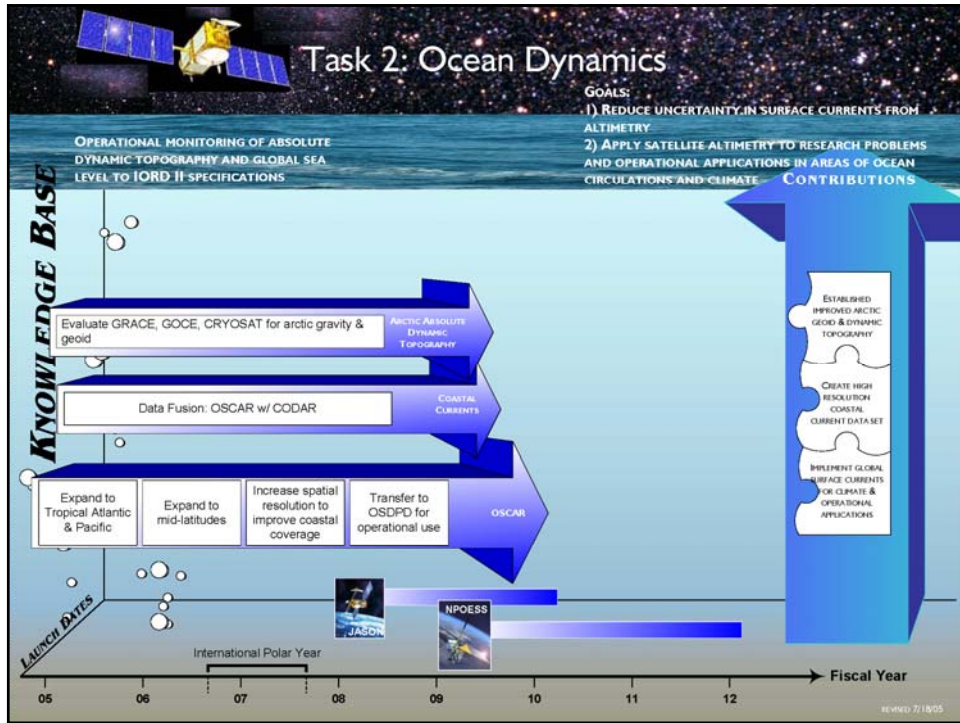 Task 2: Ocean Dynamics
GOALS:
1) REDUCE UNCERTAINTY IN SURFACE CURRENTS FROM
ALTIMETRY
2) APPLY SATELLITE ALTIMETRY TO RESEARCH PROBLEMS
AND OPERATIONAL APPLICATIONS IN AREAS OF OCEAN
CIRCULATIONS AND CLIMATE
CONTRIBUTIONS
OPERATIONAL MONITORING OF ABSOLUTE
DYNAMIC TOPOGRAPHY AND GLOBAL SEA
LEVEL TO IORD II SPECIFICATIONS
KNOWLEDGE BASE
Evaluate GRACE, GOCE, CRYOSAT for arctic gravity &
geoid
ARCTIC ABSOLUTE
DYNAMIC
TOPOGRAPHY
Data Fusion: OSCAR w/ CODAR
COASTAL
CURRENTS
Expand to
Tropical Atlantic
& Pacific
Expand to
mid-latitudes
Increase spatial
resolution to
improve coastal
coverage
Transfer to
OSDPD for
operational use
OSCAR
ESTABLISHED
IMPROVED ARCTIC
GEOID & DYNAMIC
TOPOGRAPHY
CREATE HIGH
RESOLUTION
COASTAL
CURRENT DATA SET
IMPLEMENT GLOBAL
SURFACE CURRENTS
FOR CLIMATE &
OPERATIONAL
APPLICATIONS
LAUNCH DATES
JASON
NPOESS
International Polar Year
Fiscal Year
05 06 07 08 09 10 12
REVISED 7/18/05